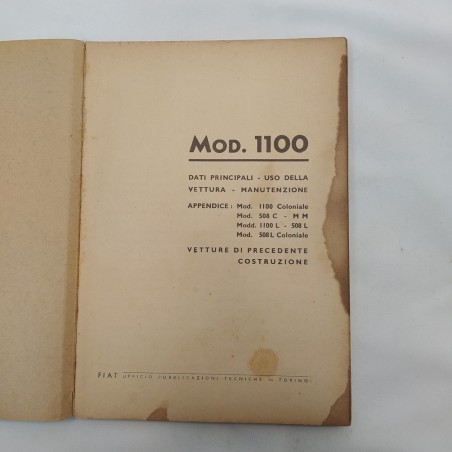 MOD. 1100
DATI PRINCIPALI - USO DELLA
VETTURA - MANUTENZIONE
APPENDICE: Mod. 1100 Coloniale
Mod. 508 C - MM
Modd. 1100 L - 508 L
Mod. 508L Coloniale
VETTURE DI PRECEDENTE
COSTRUZIONE
FIAT UFFICIO PUBBLICAZIONI TECNICHE - TORINO